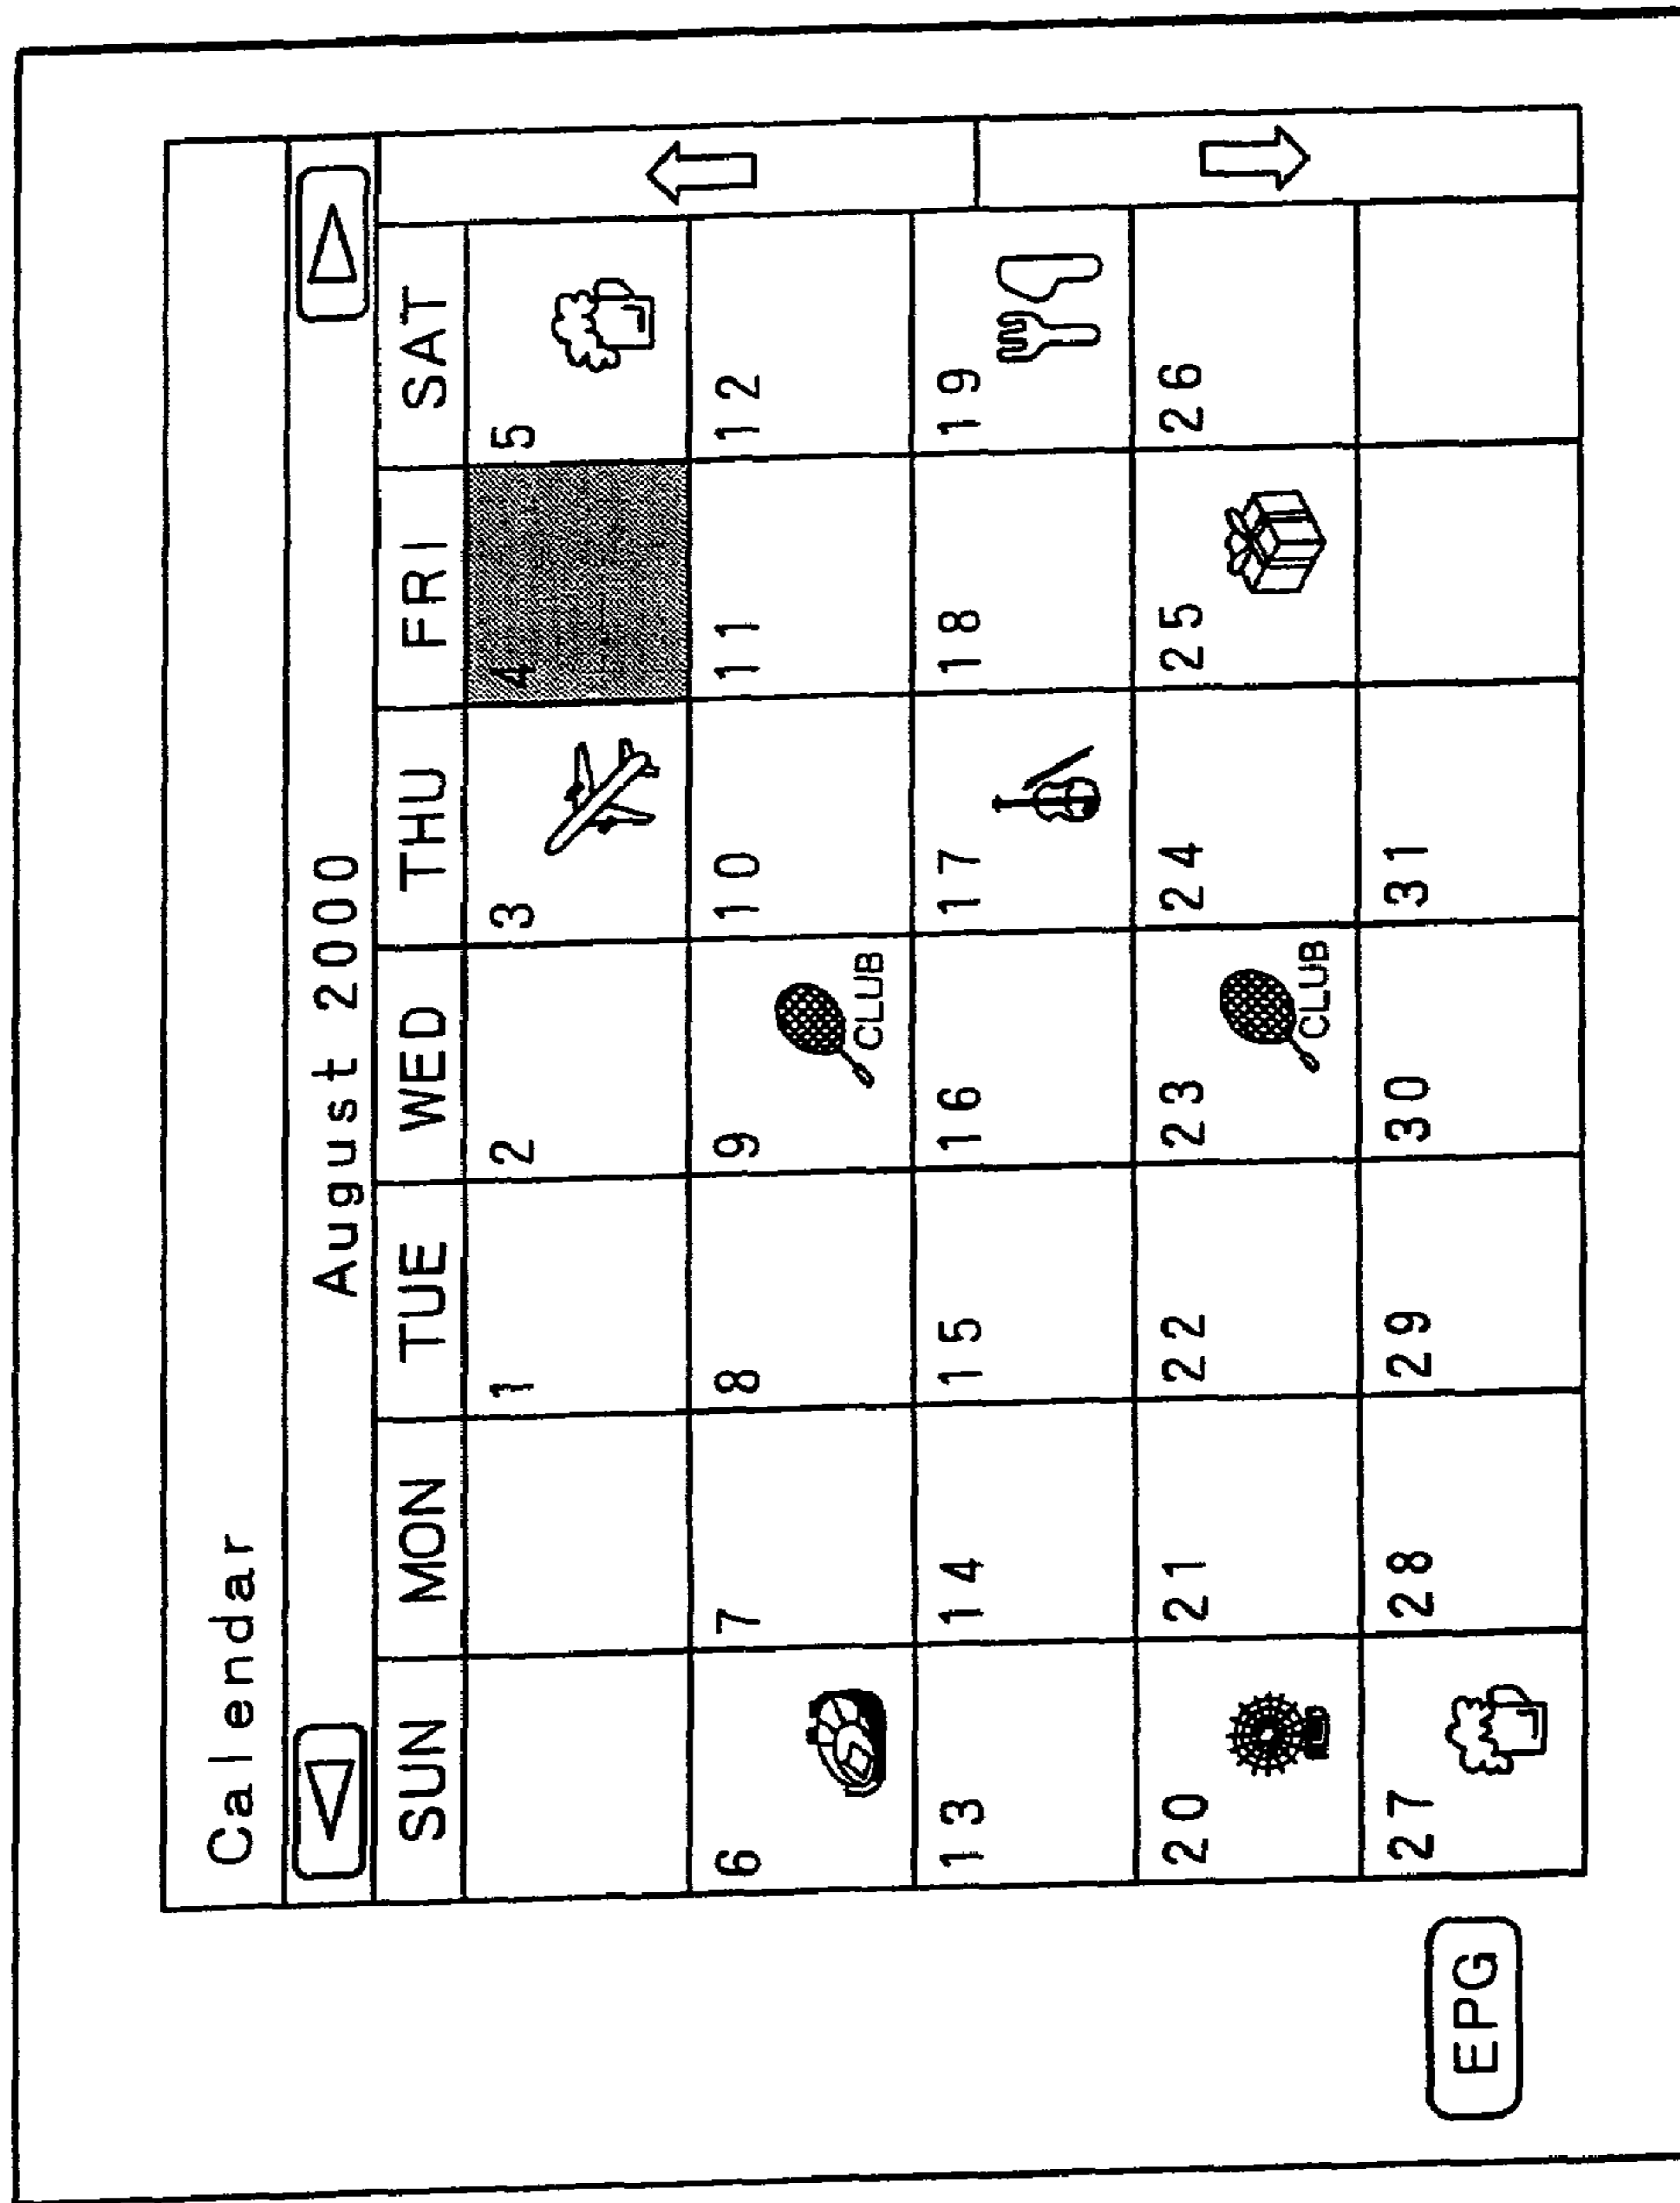 Calendar
August 2000
SUN MON TUE WED THU FRI SAT
1 2 3 4 5
6 7 8 9 10 11 12
CLUB
13 14 15 16 17 18 19
20 21 22 23 24 25 26
CLUB
27 28 29 30 31
EPG